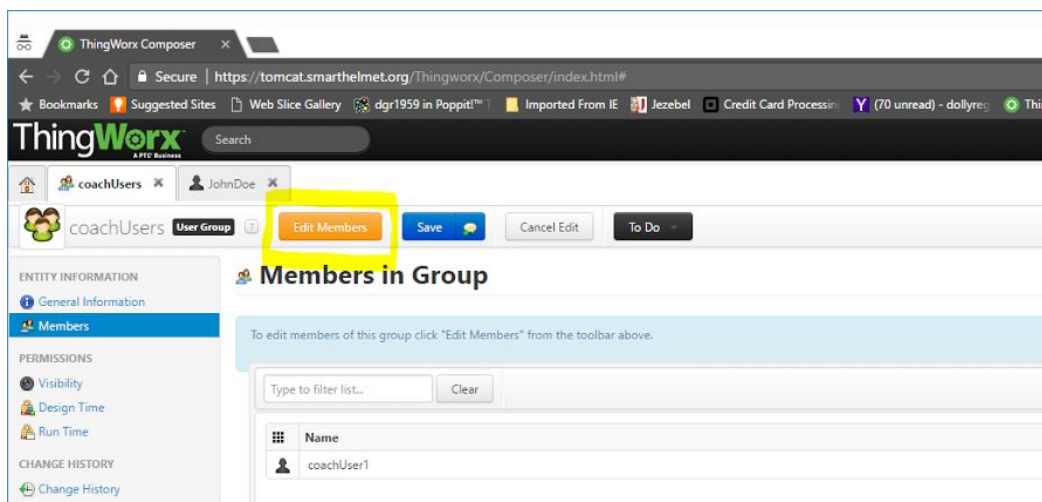 ThingWorx Composer
Secure | https://tomcat.smarthelmet.org/Thingworx/Composer/index.html#
Bookmarks Suggested Sites Web Slice Gallery dgr1959 in Poppit!™ Imported From IE Jezebel Credit Card Processin (70 unread) - dollyreg Thi
ThingWorx Search
A PTC Business
coachUsers JohnDoe
coachUsers User Group ? Edit Members Save Cancel Edit To Do
ENTITY INFORMATION
Members in Group
General Information
Members
To edit members of this group click "Edit Members" from the toolbar above.
PERMISSIONS
Visibility
Type to filter list... Clear
Design Time
Run Time
Name
CHANGE HISTORY
coachUser1
Change History